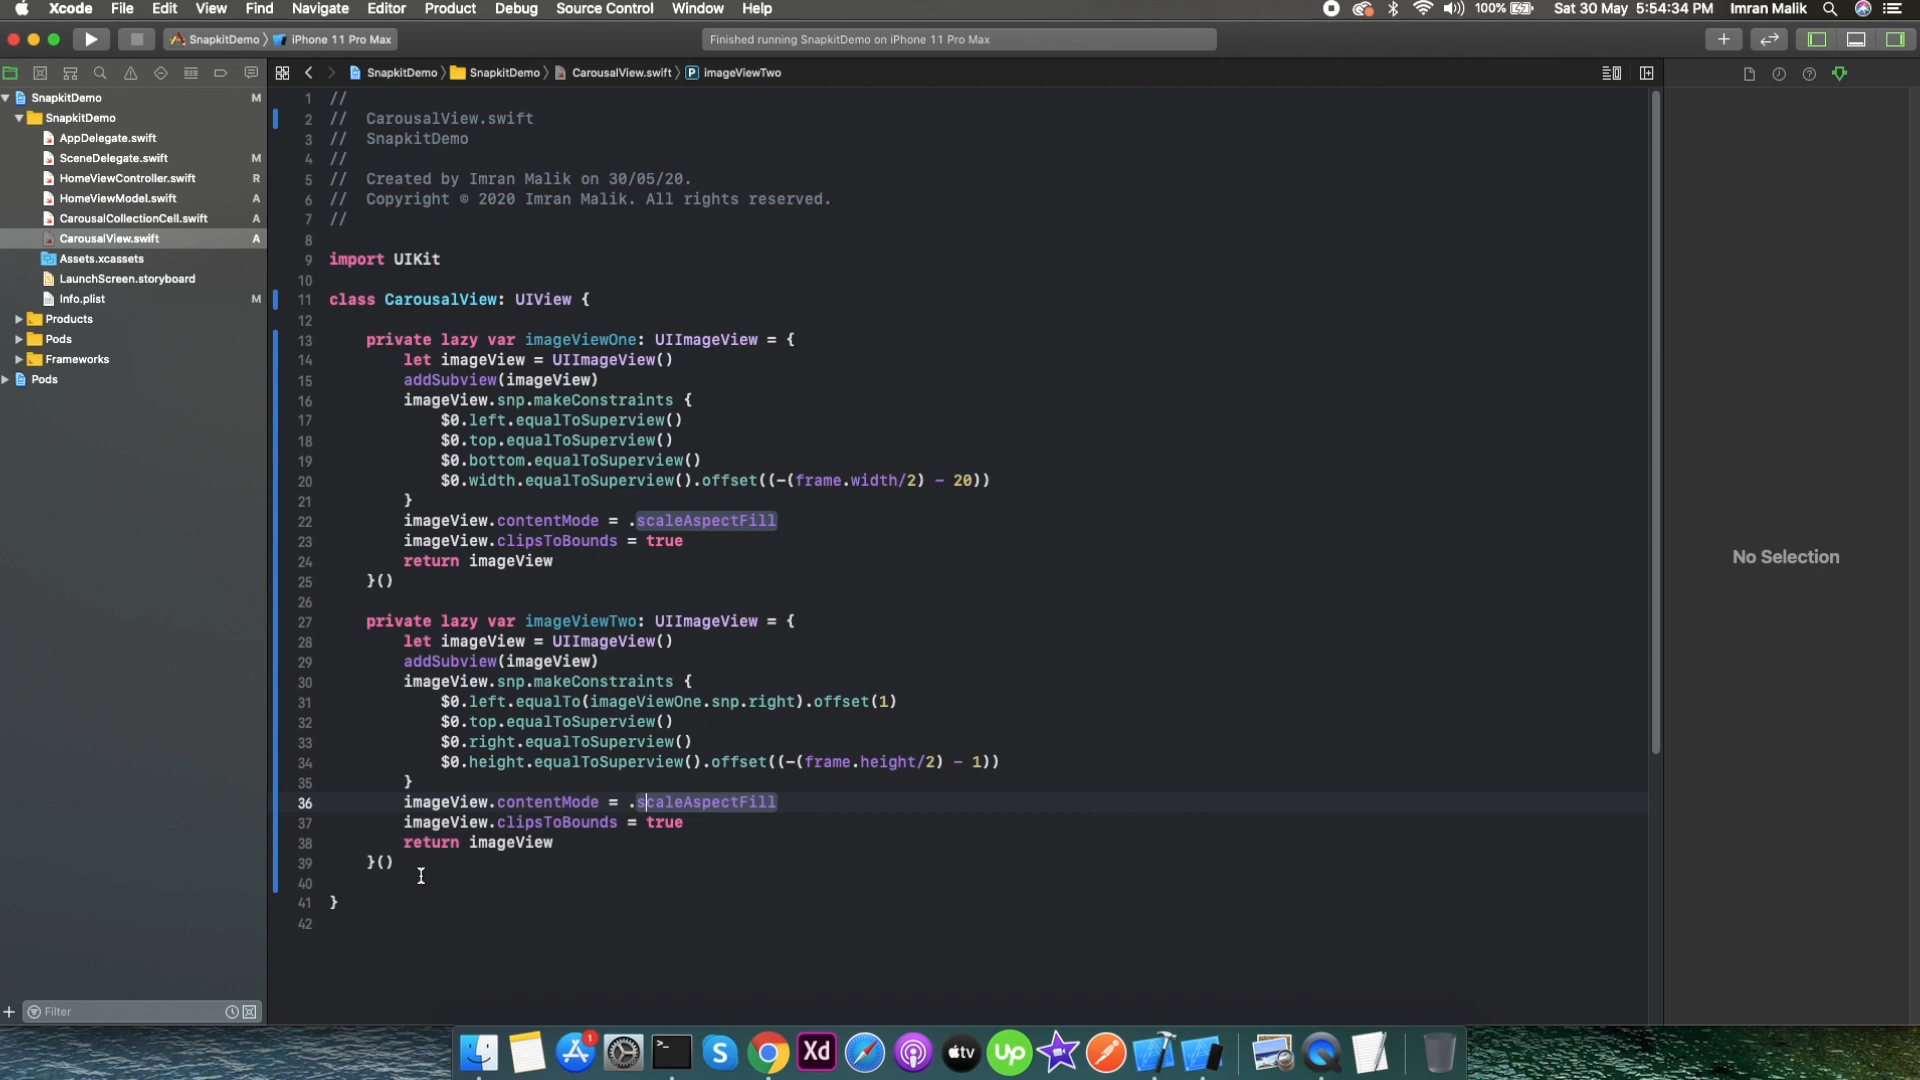 Xcode File Edit View Find Navigate Editor Product Debug Source Control Window Help 100% Sat 30 May 5:54:34 PM Imran Malik
SnapkitDemo iPhone 11 Pro Max Finished running SnapkitDemo on iPhone 11 Pro Max
SnapkitDemo SnapkitDemo CarousalView.swift P imageViewTwo
SnapkitDemo M
SnapkitDemo
AppDelegate.swift
SceneDelegate.swift M
HomeViewController.swift R
HomeViewModel.swift A
CarousalCollectionCell.swift A
CarousalView.swift A
Assets.xcassets
LaunchScreen.storyboard
Info.plist M
Products
Pods
Frameworks
Pods
Filter
1 //
2 // CarousalView.swift
3 // SnapkitDemo
4 //
5 // Created by Imran Malik on 30/05/20.
6 // Copyright © 2020 Imran Malik. All rights reserved.
7 //
8
9 import UIKit
10
11 class CarousalView: UIView {
12
13 private lazy var imageViewOne: UIImageView = {
14 let imageView = UIImageView()
15 addSubview(imageView)
16 imageView.snp.makeConstraints {
17 $0.left.equalToSuperview()
18 $0.top.equalToSuperview()
19 $0.bottom.equalToSuperview()
20 $0.width.equalToSuperview().offset((-(frame.width/2) - 20))
21 }
22 imageView.contentMode = .scaleAspectFill
23 imageView.clipsToBounds = true
24 return imageView
25 }()
26
27 private lazy var imageViewTwo: UIImageView = {
28 let imageView = UIImageView()
29 addSubview(imageView)
30 imageView.snp.makeConstraints {
31 $0.left.equalTo(imageViewOne.snp.right).offset(1)
32 $0.top.equalToSuperview()
33 $0.right.equalToSuperview()
34 $0.height.equalToSuperview().offset((-(frame.height/2) - 1))
35 }
36 imageView.contentMode = .scaleAspectFill
37 imageView.clipsToBounds = true
38 return imageView
39 }()
40
41 }
42
No Selection
1
S Xd tv Up